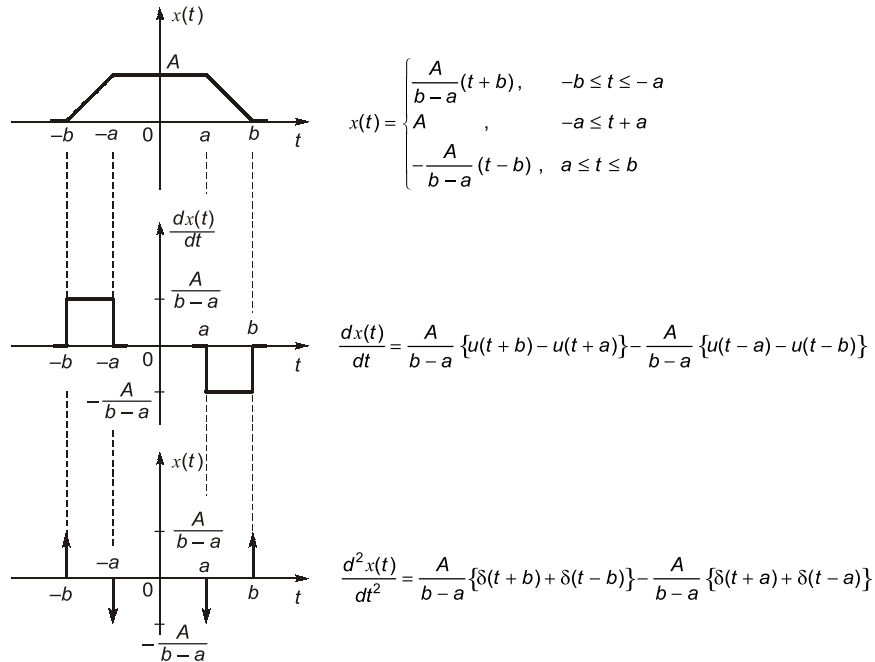 x(t)
A
–b –a 0 a b t
x(t) = { A/(b – a) (t + b) , –b ≤ t ≤ – a
A , –a ≤ t + a
–A/(b – a) (t – b) , a ≤ t ≤ b
dx(t)/dt
A/(b – a)
a b
–b –a 0 t
–A/(b – a)
dx(t)/dt = A/(b – a) {u(t + b) – u(t + a)} – A/(b – a) {u(t – a) – u(t – b)}
x(t)
A/(b – a)
–a a
–b 0 b t
–A/(b – a)
d²x(t)/dt² = A/(b – a) {δ(t + b) + δ(t – b)} – A/(b – a) {δ(t + a) + δ(t – a)}